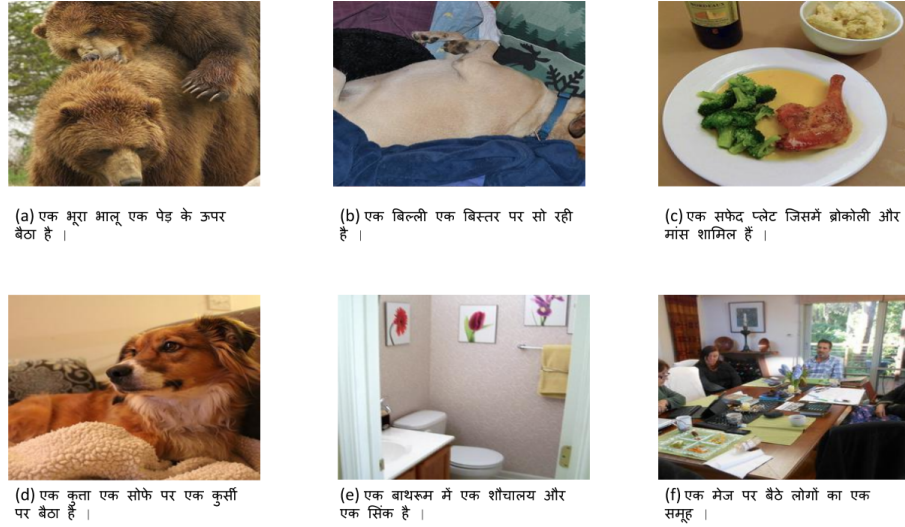 BORDEAUX
(a) एक भूरा भालू एक पेड़ के ऊपर
बैठा है |
(b) एक बिल्ली एक बिस्तर पर सो रही
है |
(c) एक सफेद प्लेट जिसमें ब्रोकोली और
मांस शामिल हैं |
(d) एक कुत्ता एक सोफे पर एक कुर्सी
पर बैठा है |
(e) एक बाथरूम में एक शौचालय और
एक सिंक है |
(f) एक मेज पर बैठे लोगों का एक
समूह |